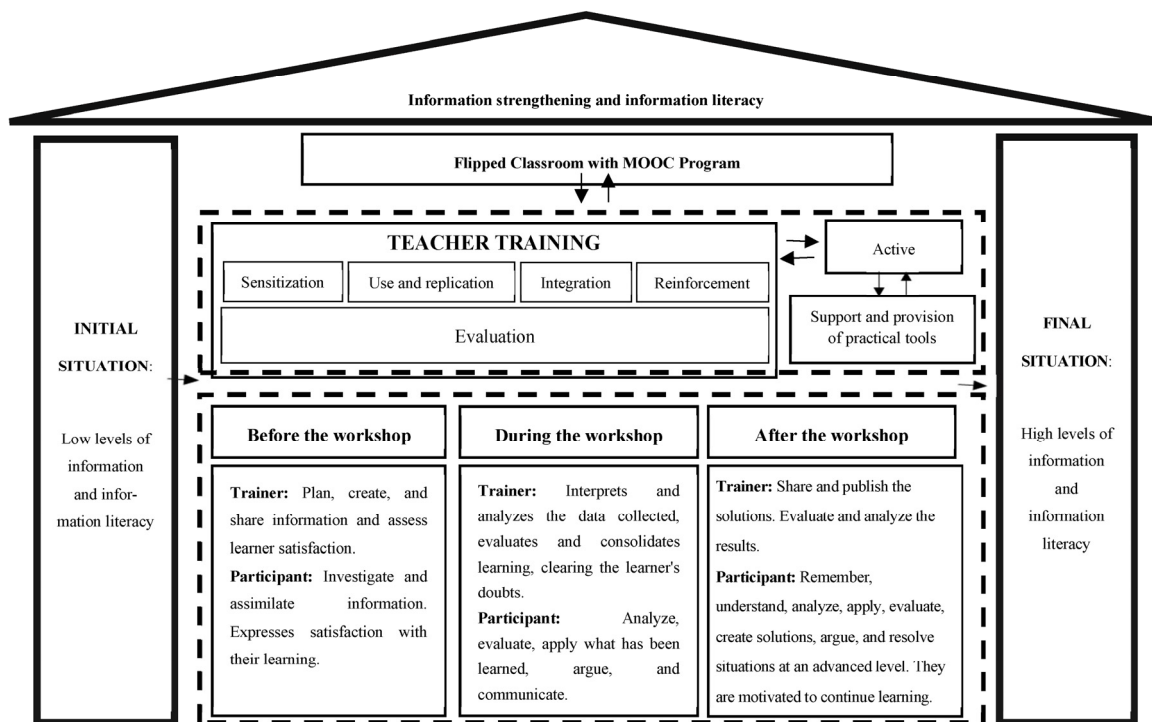 Information strengthening and information literacy
Flipped Classroom with MOOC Program
TEACHER TRAINING
Sensitization
Use and replication
Integration
Reinforcement
Evaluation
Active
Support and provision
of practical tools
INITIAL
SITUATION:
Low levels of
information
and infor-
mation literacy
Before the workshop
Trainer: Plan, create, and
share information and assess
learner satisfaction.
Participant: Investigate and
assimilate information.
Expresses satisfaction with
their learning.
During the workshop
Trainer: Interprets and
analyzes the data collected,
evaluates and consolidates
learning, clearing the learner's
doubts.
Participant: Analyze,
evaluate, apply what has been
learned, argue, and
communicate.
After the workshop
Trainer: Share and publish the
solutions. Evaluate and analyze the
results.
Participant: Remember,
understand, analyze, apply, evaluate,
create solutions, argue, and resolve
situations at an advanced level. They
are motivated to continue learning.
FINAL
SITUATION:
High levels of
information
and
information
literacy